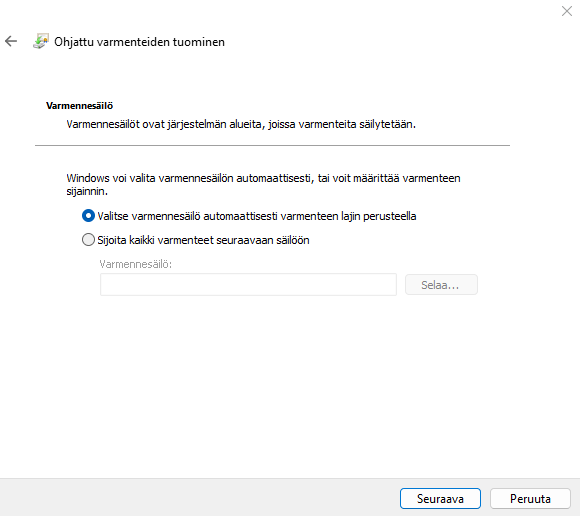 Ohjattu varmenteiden tuominen
Varmennesäilö
Varmennesäilöt ovat järjestelmän alueita, joissa varmenteita säilytetään.
Windows voi valita varmennesäilön automaattisesti, tai voit määrittää varmenteen
sijainnin.
Valitse varmennesäilö automaattisesti varmenteen lajin perusteella
Sijoita kaikki varmenteet seuraavaan säilöön
Varmennesäilö:
Selaa...
Seuraava
Peruuta